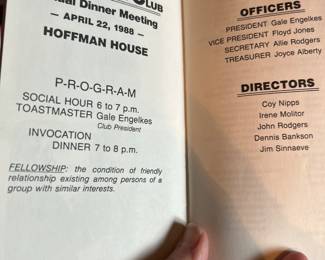 CLUB
Dinner Meeting
— APRIL 22, 1988 —
HOFFMAN HOUSE
P-R-O-G-R-A-M
SOCIAL HOUR 6 to 7 p.m.
TOASTMASTER Gale Engelkes
Club President
INVOCATION
DINNER 7 to 8 p.m.
FELLOWSHIP: the condition of friendly
relationship existing among persons of a
group with similar interests.
OFFICERS
PRESIDENT Gale Engelkes
VICE PRESIDENT Floyd Jones
SECRETARY Allie Rodgers
TREASURER Joyce Alberty
DIRECTORS
Coy Nipps
Irene Molitor
John Rodgers
Dennis Bankson
Jim Sinnaeve